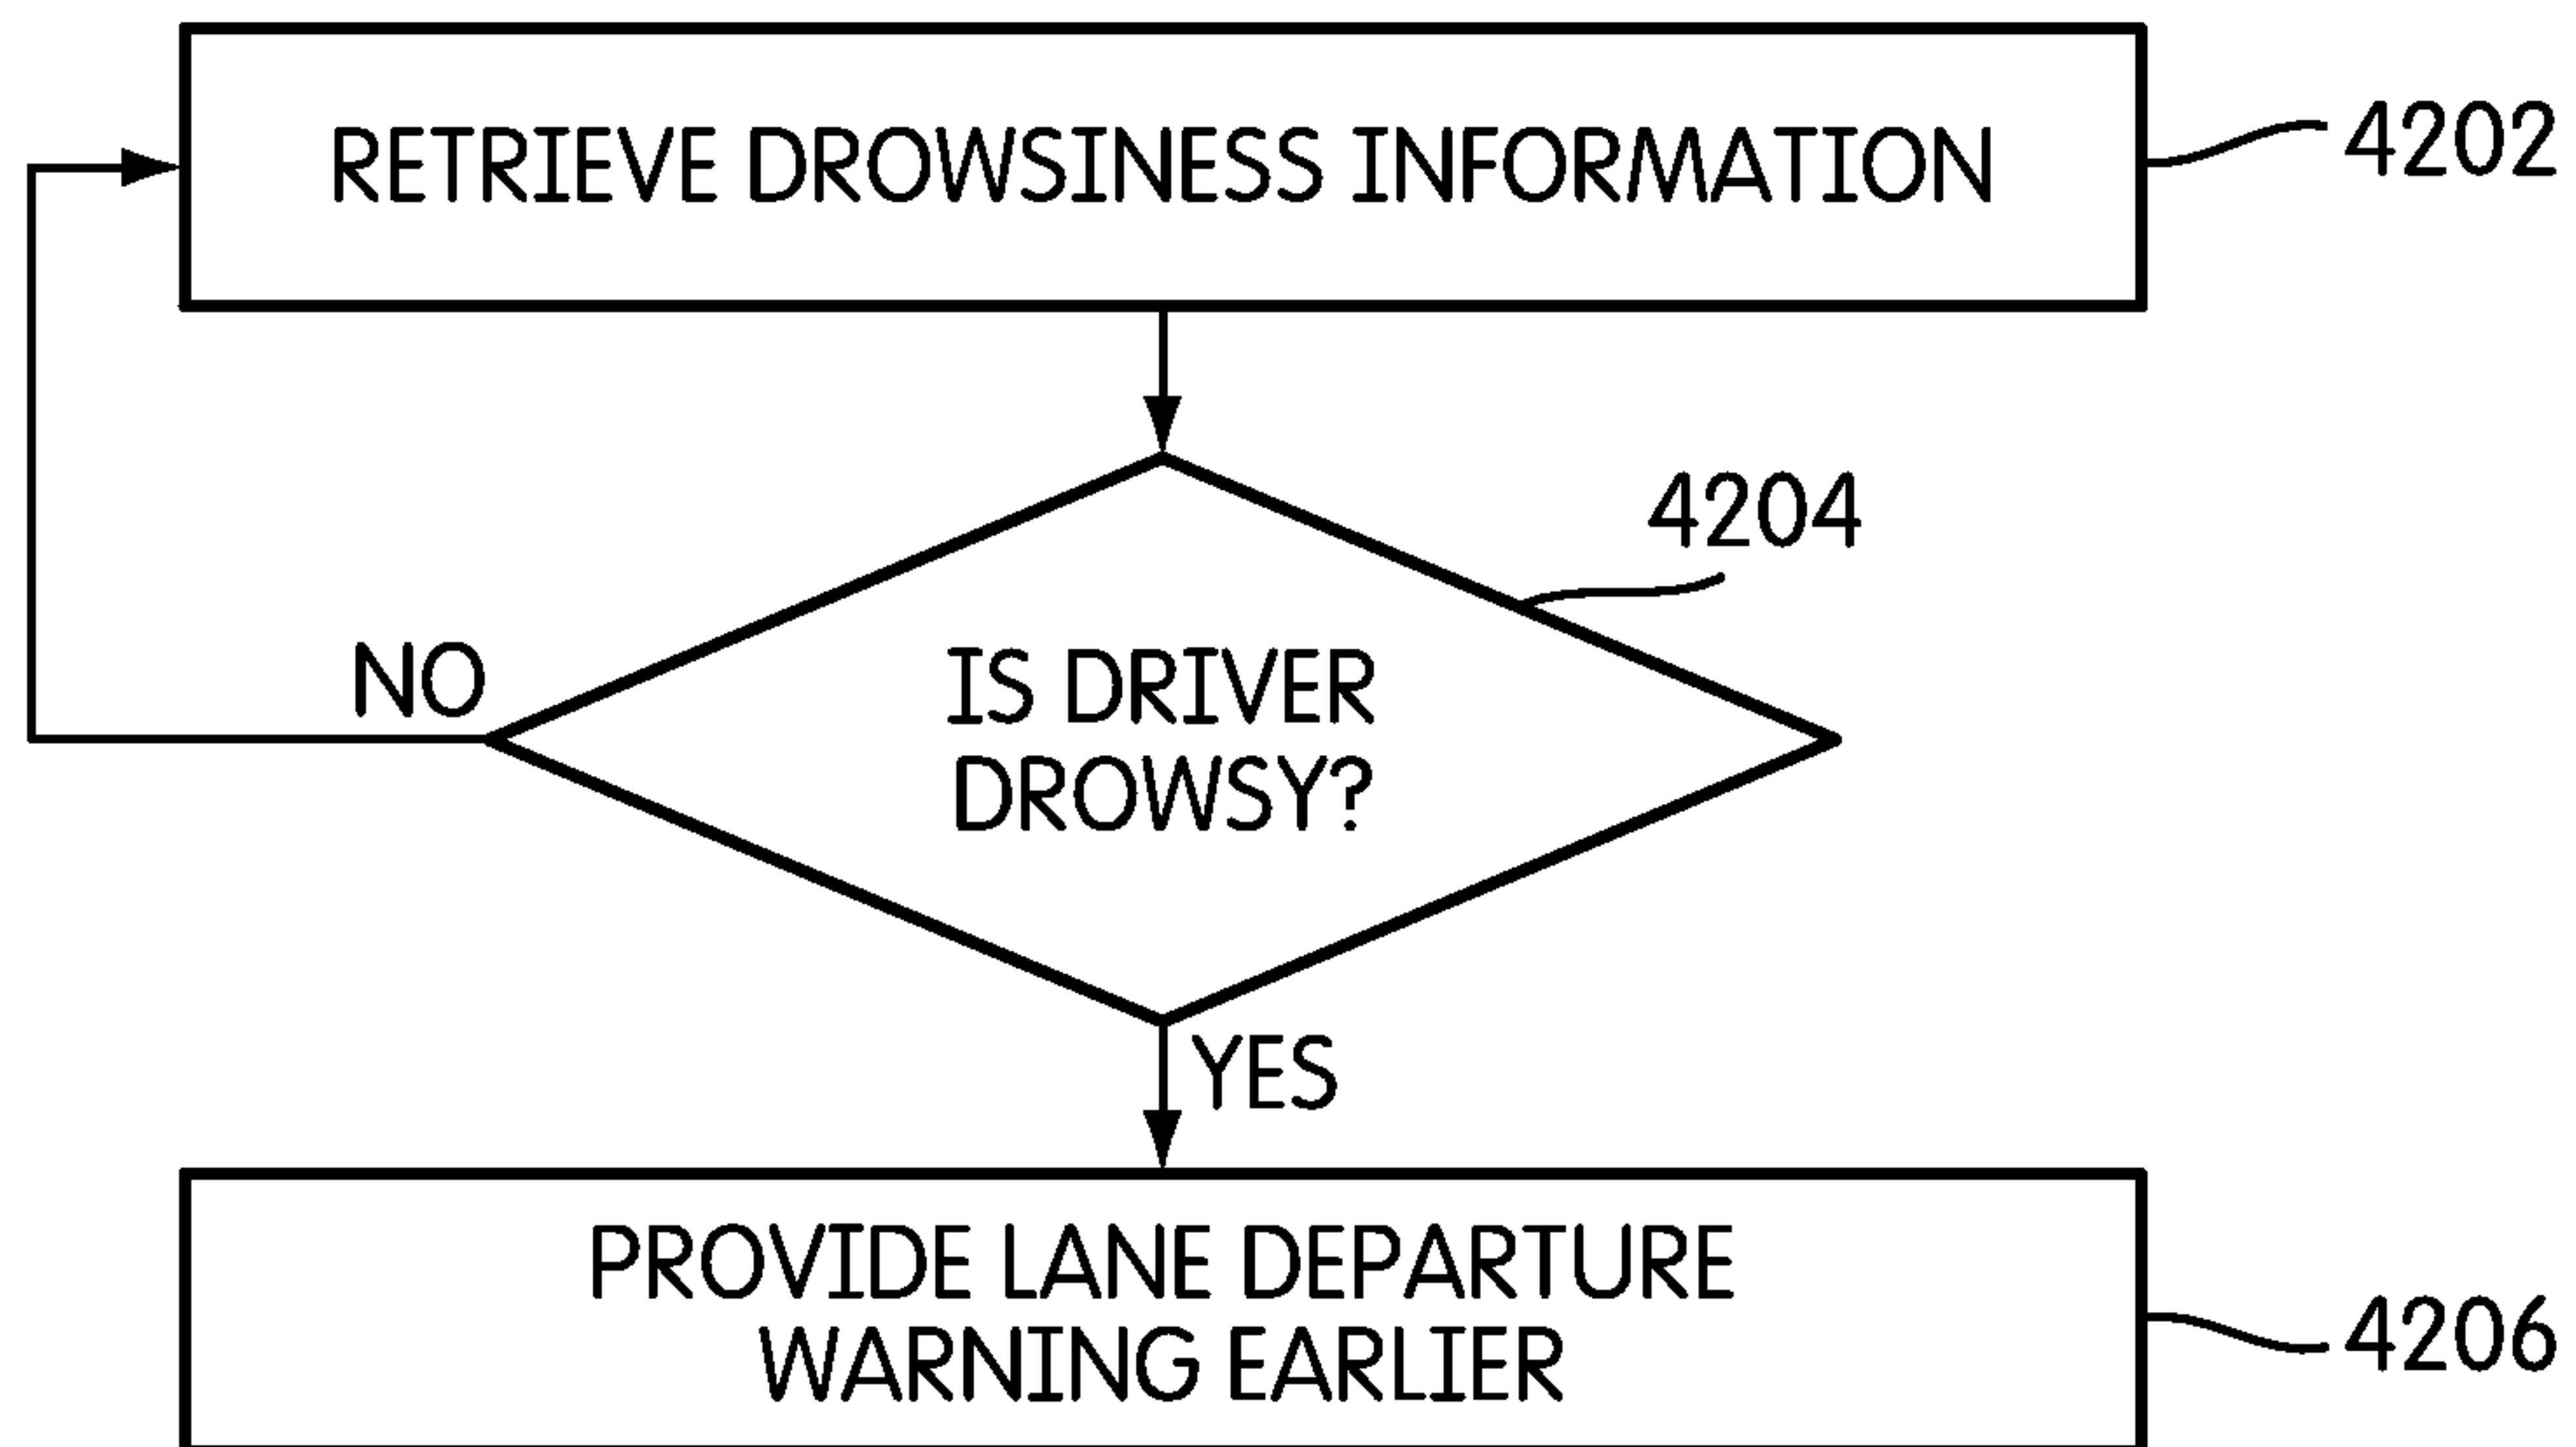 RETRIEVE DROWSINESS INFORMATION
4202
4204
IS DRIVER
DROWSY?
NO
YES
PROVIDE LANE DEPARTURE
WARNING EARLIER
4206